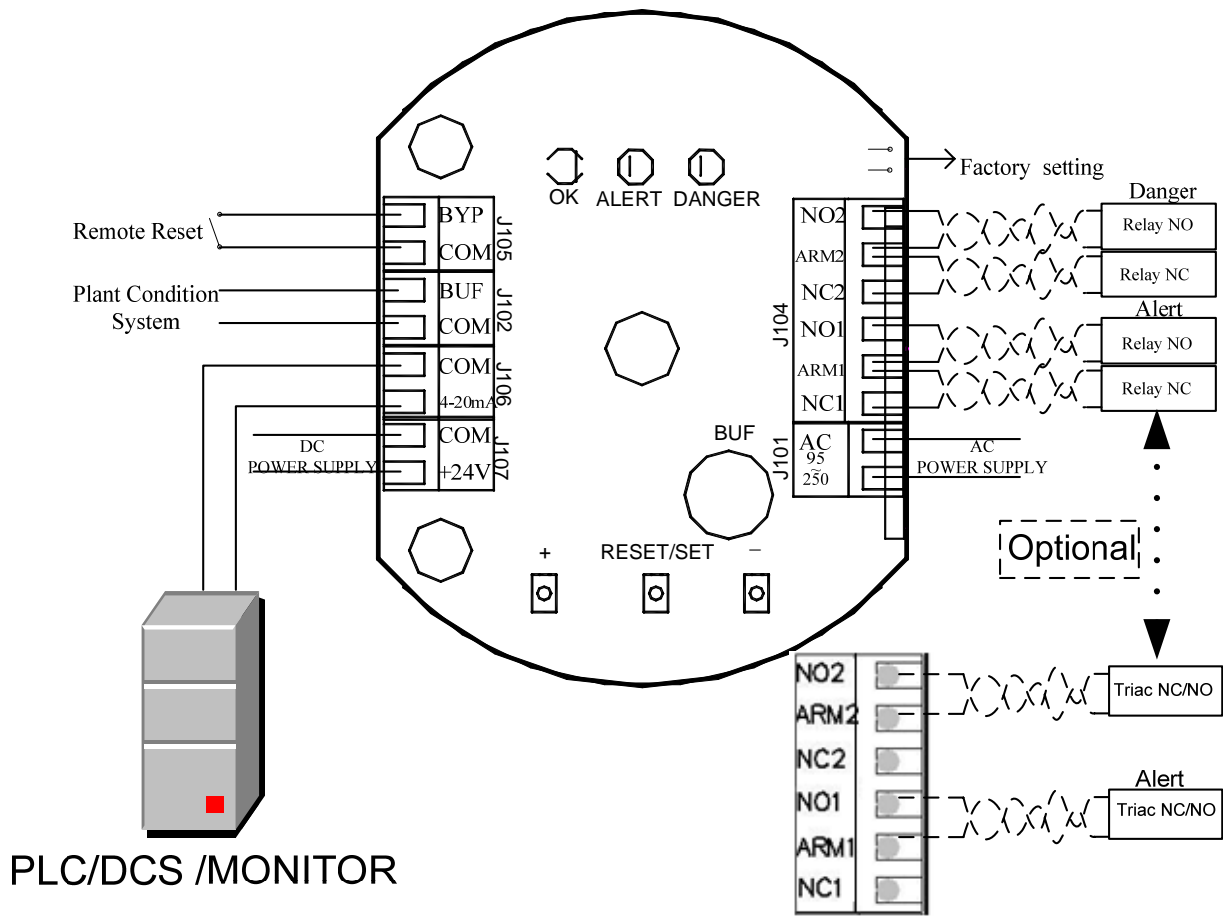 OK ALERT DANGER
Factory setting
Remote Reset
BYP
COM
J105
Plant Condition
System
BUF
COM
J102
COM
4-20mA
J106
DC
POWER SUPPLY
COM
+24V
J107
NO2
ARM2
NC2
NO1
ARM1
NC1
J104
Danger
Relay NO
Relay NC
Alert
Relay NO
Relay NC
BUF
J101
AC
95
~
250
AC
POWER SUPPLY
+ RESET/SET −
Optional
NO2
ARM2
NC2
NO1
ARM1
NC1
Triac NC/NO
Alert
Triac NC/NO
PLC/DCS /MONITOR